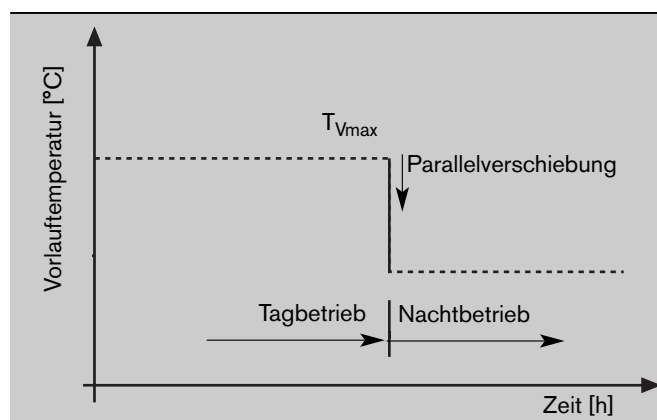 Vorlauftemperatur [°C]
T_Vmax
Parallelverschiebung
Tagbetrieb
Nachtbetrieb
Zeit [h]